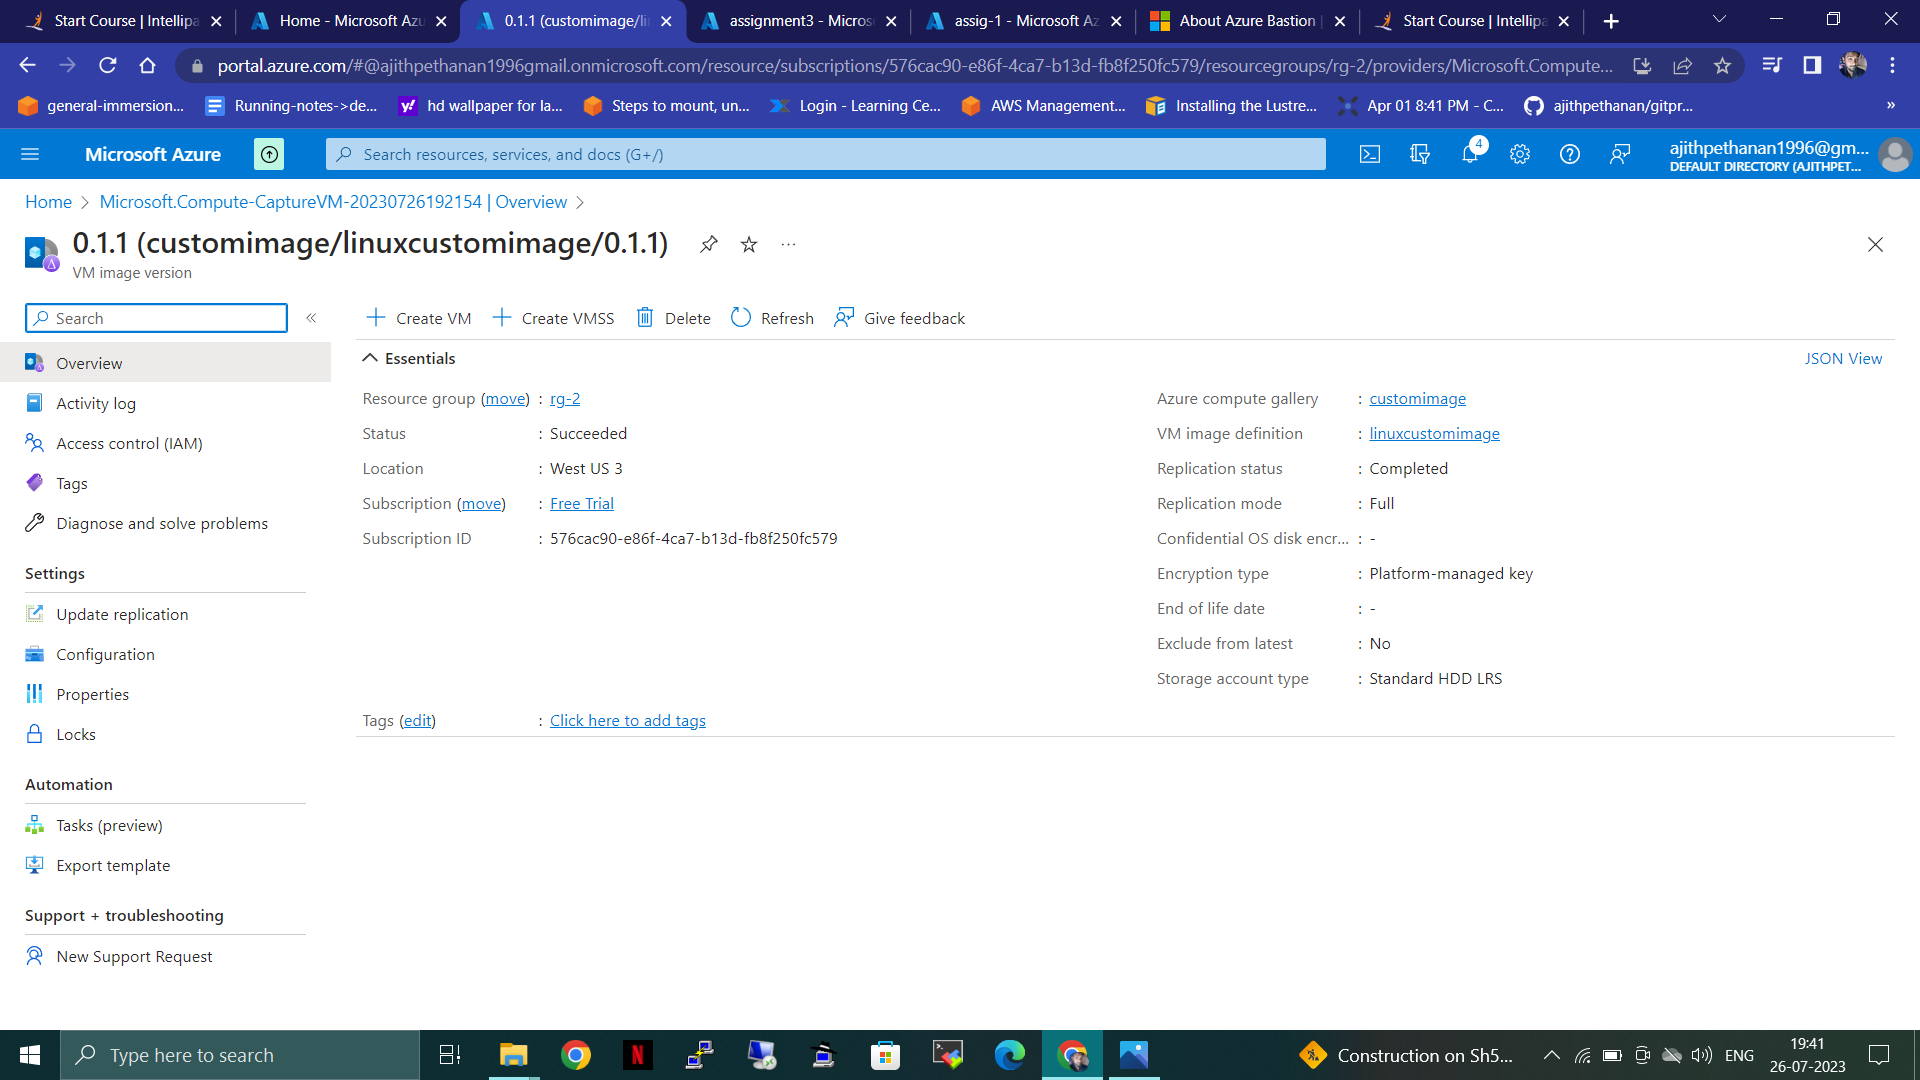 Start Course | Intellipa
Home - Microsoft Azu
0.1.1 (customimage/li
assignment3 - Micros
assig-1 - Microsoft Az
About Azure Bastion |
Start Course | Intellipa
portal.azure.com/#@ajithpethanan1996gmail.onmicrosoft.com/resource/subscriptions/576cac90-e86f-4ca7-b13d-fb8f250fc579/resourcegroups/rg-2/providers/Microsoft.Compute...
general-immersion...
Running-notes->de...
hd wallpaper for la...
Steps to mount, un...
Login - Learning Ce...
AWS Management...
Installing the Lustre...
Apr 01 8:41 PM - C...
ajithpethanan/gitpr...
»
Microsoft Azure
Search resources, services, and docs (G+/)
4
ajithpethanan1996@gm...
DEFAULT DIRECTORY (AJITHPET...
Home > Microsoft.Compute-CaptureVM-20230726192154 | Overview >
0.1.1 (customimage/linuxcustomimage/0.1.1)
...
VM image version
Search
«
Overview
Activity log
Access control (IAM)
Tags
Diagnose and solve problems
Settings
Update replication
Configuration
Properties
Locks
Automation
Tasks (preview)
Export template
Support + troubleshooting
New Support Request
Create VM
Create VMSS
Delete
Refresh
Give feedback
Essentials
JSON View
Resource group (move) : rg-2
Status : Succeeded
Location : West US 3
Subscription (move) : Free Trial
Subscription ID : 576cac90-e86f-4ca7-b13d-fb8f250fc579
Azure compute gallery : customimage
VM image definition : linuxcustomimage
Replication status : Completed
Replication mode : Full
Confidential OS disk encr... : -
Encryption type : Platform-managed key
End of life date : -
Exclude from latest : No
Storage account type : Standard HDD LRS
Tags (edit) : Click here to add tags
Type here to search
Construction on Sh5...
ENG
19:41
26-07-2023